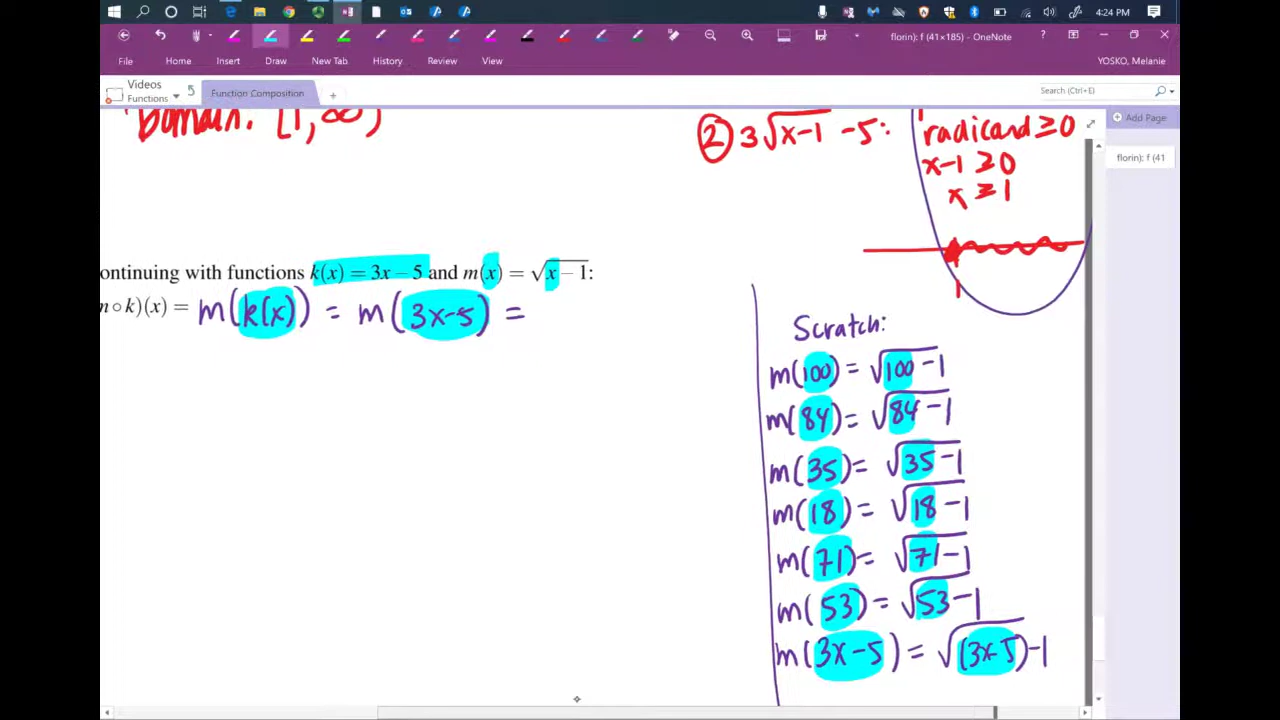 4:24 PM
florin): f (41×185) - OneNote
YOSKO, Melanie
File Home Insert Draw New Tab History Review View
Videos
Functions
Function Composition
Search (Ctrl+E)
Add Page
florin): f (41
Domain: [1, ∞)
② 3√x-1 -5:
radicand ≥0
x-1 ≥0
x ≥ 1
ontinuing with functions k(x) = 3x − 5 and m(x) = √x − 1:
n ∘ k)(x) = m(k(x)) = m(3x-5) =
Scratch:
m(100) = √100-1
m(84) = √84-1
m(35) = √35-1
m(18) = √18-1
m(71) = √71-1
m(53) = √53-1
m(3x-5) = √(3x-5)-1